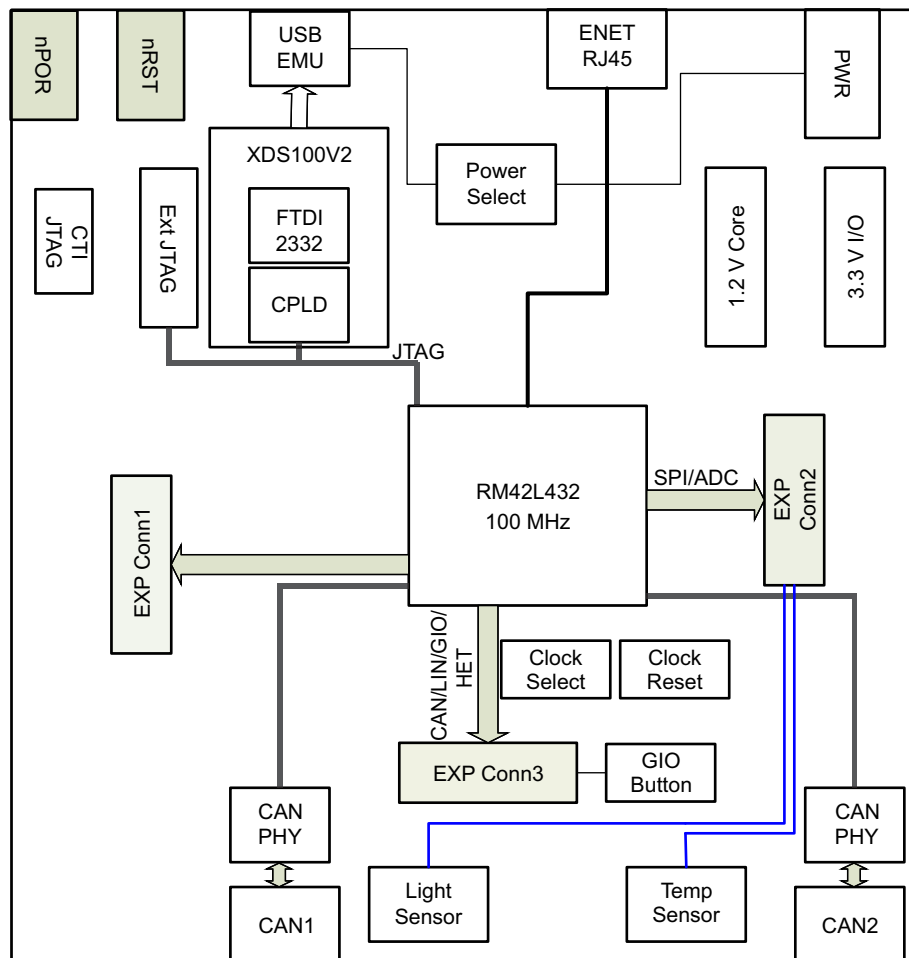 nPOR
nRST
USB
EMU
ENET
RJ45
PWR
XDS100V2
FTDI
2332
CPLD
Power
Select
CTI
JTAG
Ext JTAG
1.2 V Core
3.3 V I/O
JTAG
RM42L432
100 MHz
SPI/ADC
EXP
Conn2
EXP Conn1
CAN/LIN/GIO/
HET
Clock
Select
Clock
Reset
EXP Conn3
GIO
Button
CAN
PHY
CAN
PHY
CAN1
Light
Sensor
Temp
Sensor
CAN2